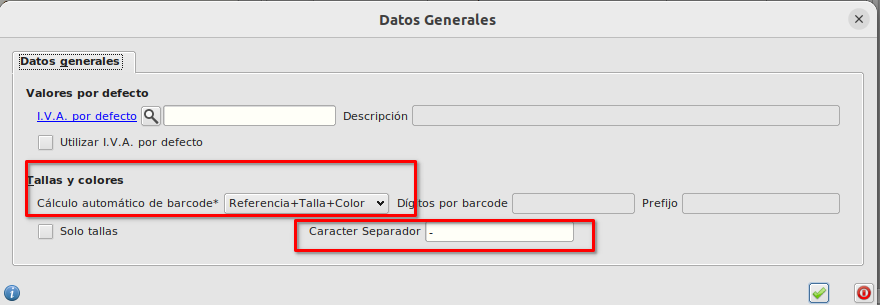 Datos Generales
Datos generales
Valores por defecto
I.V.A. por defecto Descripción
Utilizar I.V.A. por defecto
Tallas y colores
Cálculo automático de barcode* Referencia+Talla+Color Dígitos por barcode Prefijo
Solo tallas Caracter Separador -